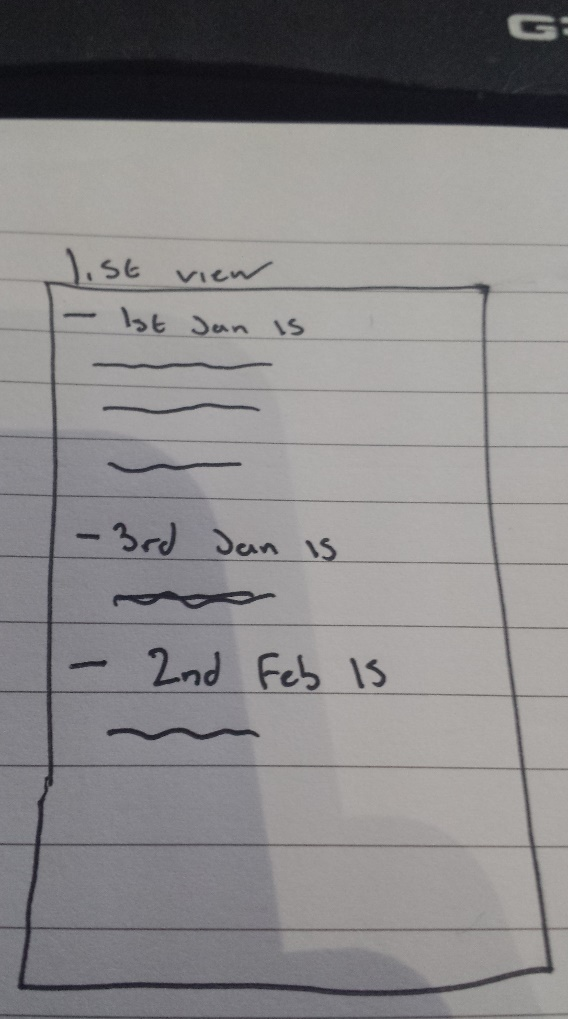 List view
- 1st Jan 15
- 3rd Jan 15
- 2nd Feb 15